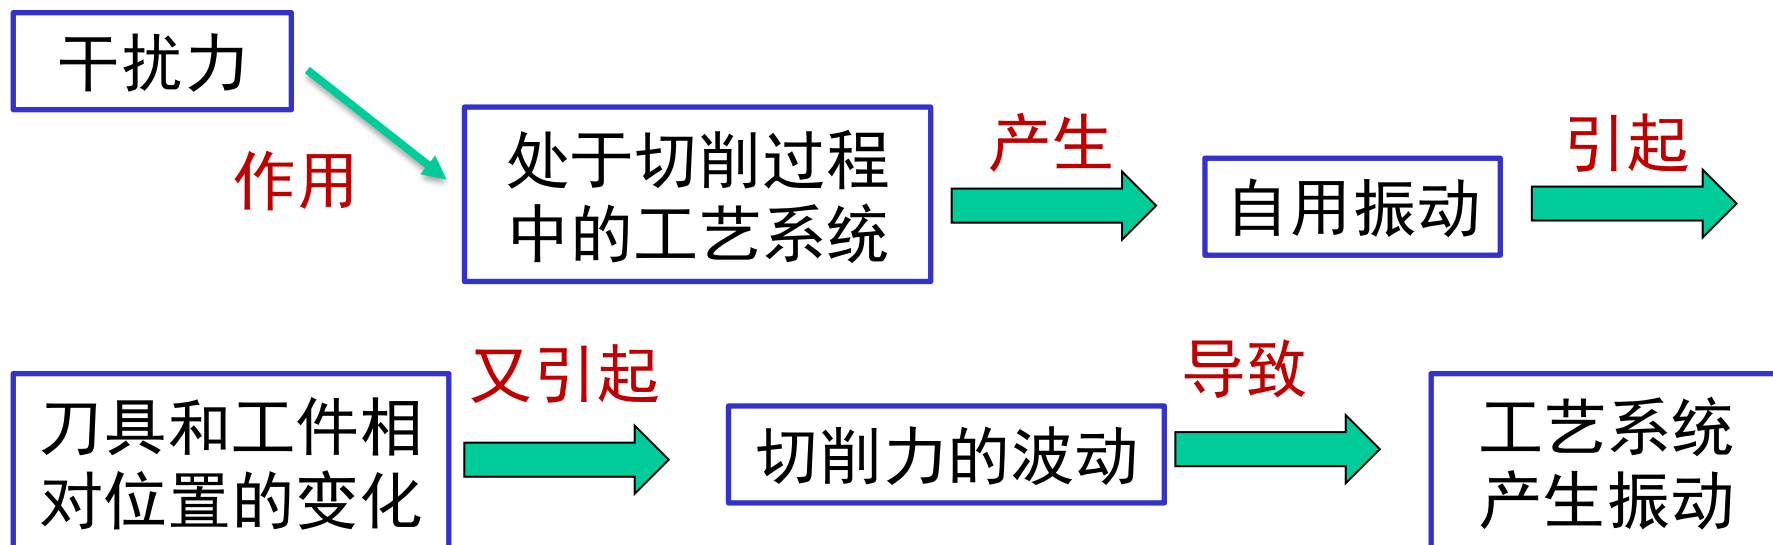 干扰力
作用
处于切削过程
中的工艺系统
产生
自用振动
引起
刀具和工件相
对位置的变化
又引起
切削力的波动
导致
工艺系统
产生振动